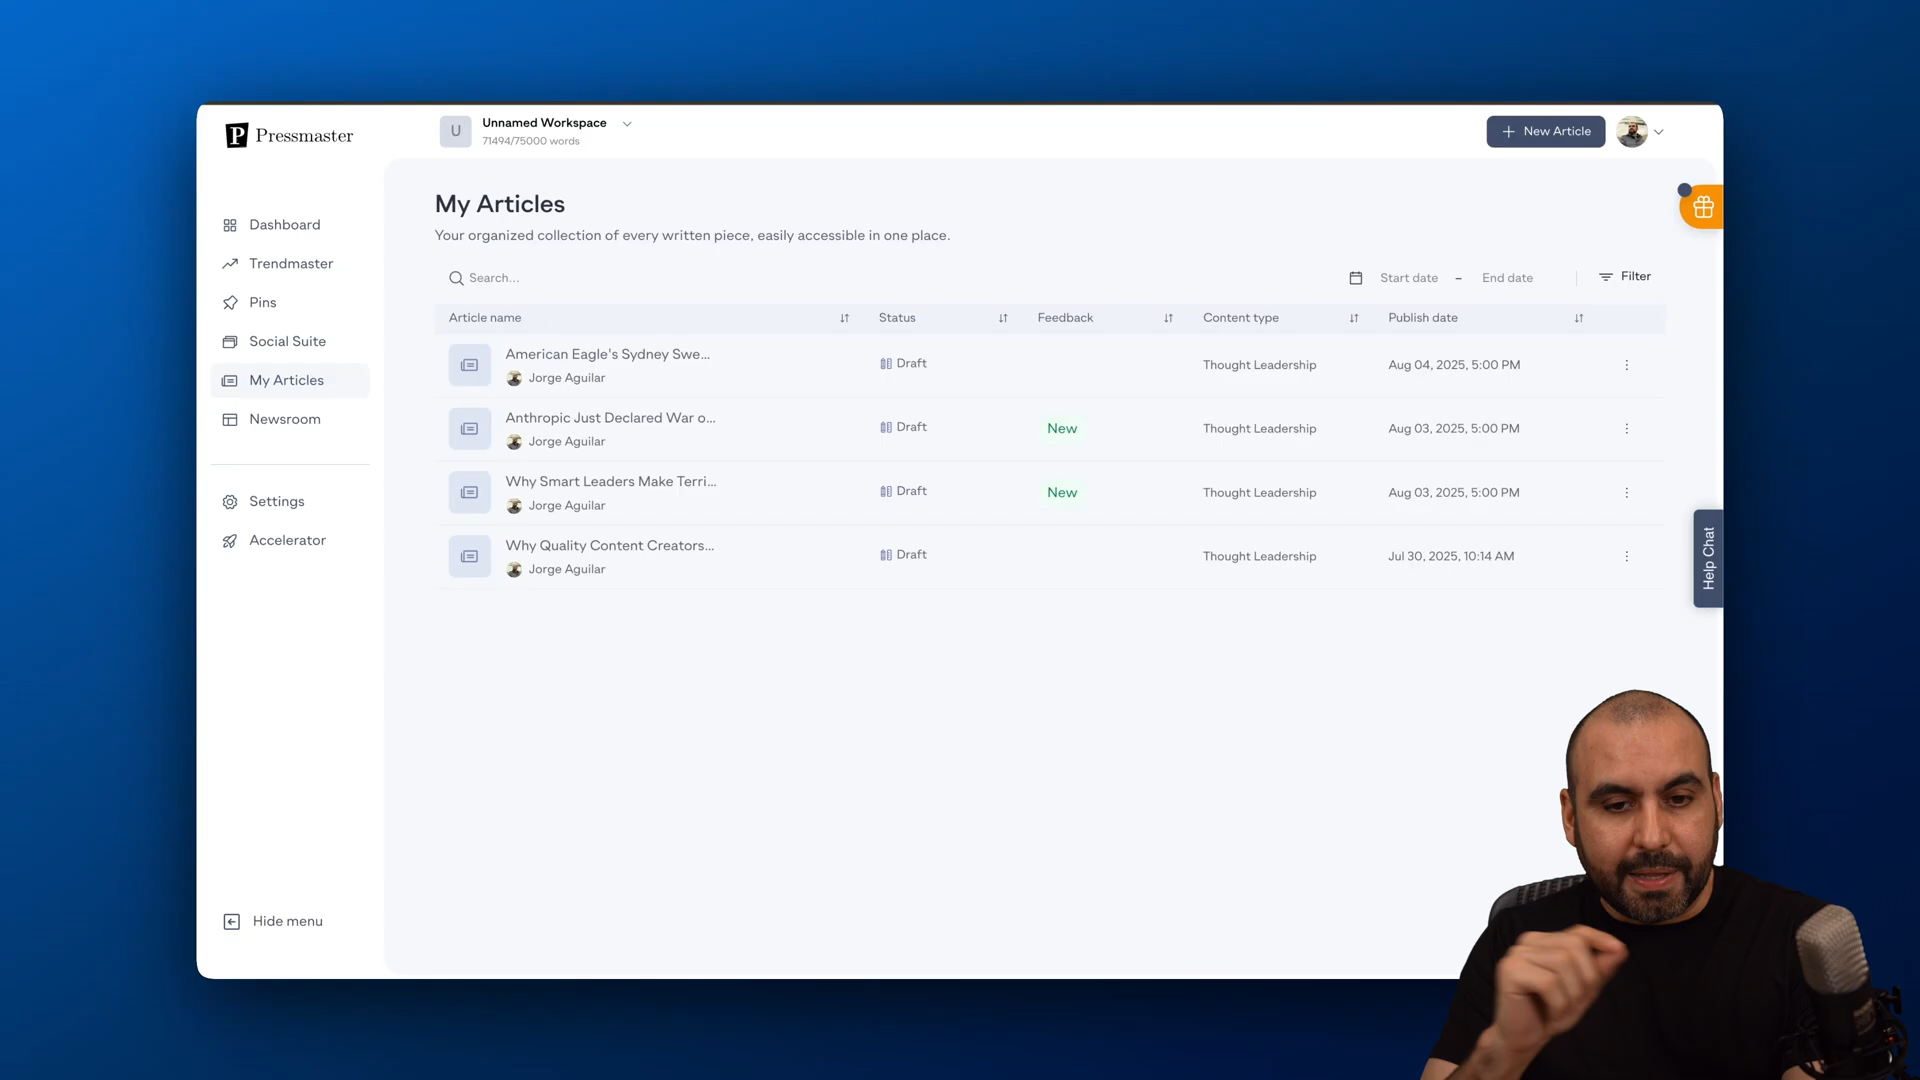 P Pressmaster
U
Unnamed Workspace
71494/75000 words
New Article
Dashboard
Trendmaster
Pins
Social Suite
My Articles
Newsroom
Settings
Accelerator
Hide menu
My Articles
Your organized collection of every written piece, easily accessible in one place.
Search...
Start date – End date
Filter
Article name Status Feedback Content type Publish date
American Eagle's Sydney Swe...
Jorge Aguilar
Draft
Thought Leadership
Aug 04, 2025, 5:00 PM
Anthropic Just Declared War o...
Jorge Aguilar
Draft
New
Thought Leadership
Aug 03, 2025, 5:00 PM
Why Smart Leaders Make Terri...
Jorge Aguilar
Draft
New
Thought Leadership
Aug 03, 2025, 5:00 PM
Why Quality Content Creators...
Jorge Aguilar
Draft
Thought Leadership
Jul 30, 2025, 10:14 AM
Help Chat